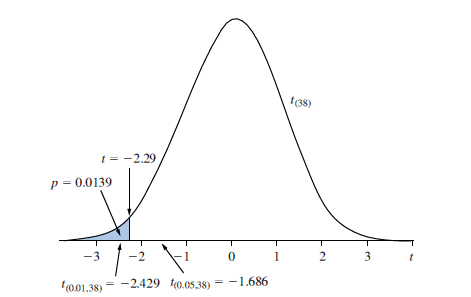 t(38)
t = −2.29
p = 0.0139
−3 −2 −1 0 1 2 3 t
t(0.01,38) = −2.429 t(0.05,38) = −1.686